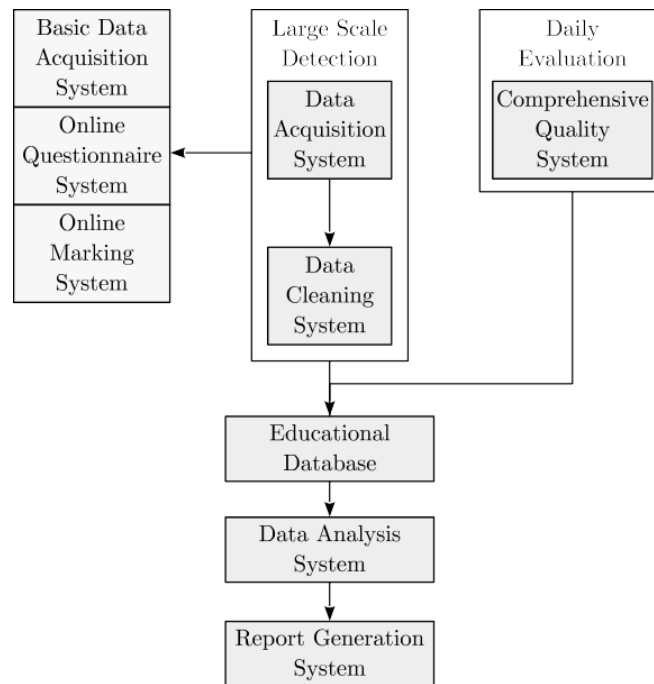 Basic Data
Acquisition
System
Online
Questionnaire
System
Online
Marking
System
Large Scale
Detection
Data
Acquisition
System
Data
Cleaning
System
Daily
Evaluation
Comprehensive
Quality
System
Educational
Database
Data Analysis
System
Report Generation
System